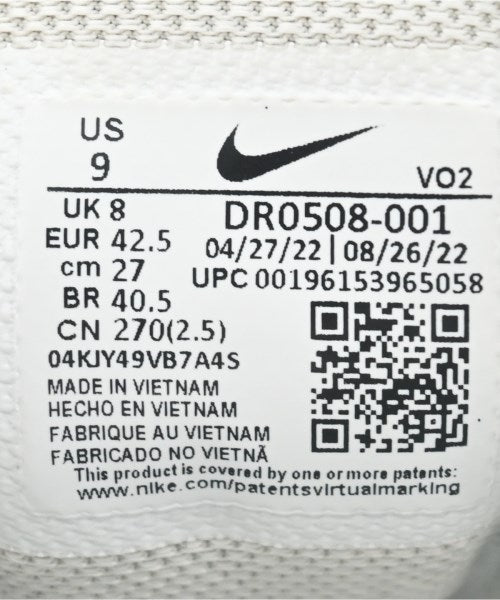 US
9
VO2
UK 8
DR0508-001
EUR 42.5
04/27/22 | 08/26/22
cm 27
UPC 00196153965058
BR 40.5
CN 270(2.5)
04KJY49VB7A4S
MADE IN VIETNAM
HECHO EN VIETNAM
FABRIQUE AU VIETNAM
FABRICADO NO VIETNÃ
This product is covered by one or more patents:
www.nike.com/patentsvirtualmarking